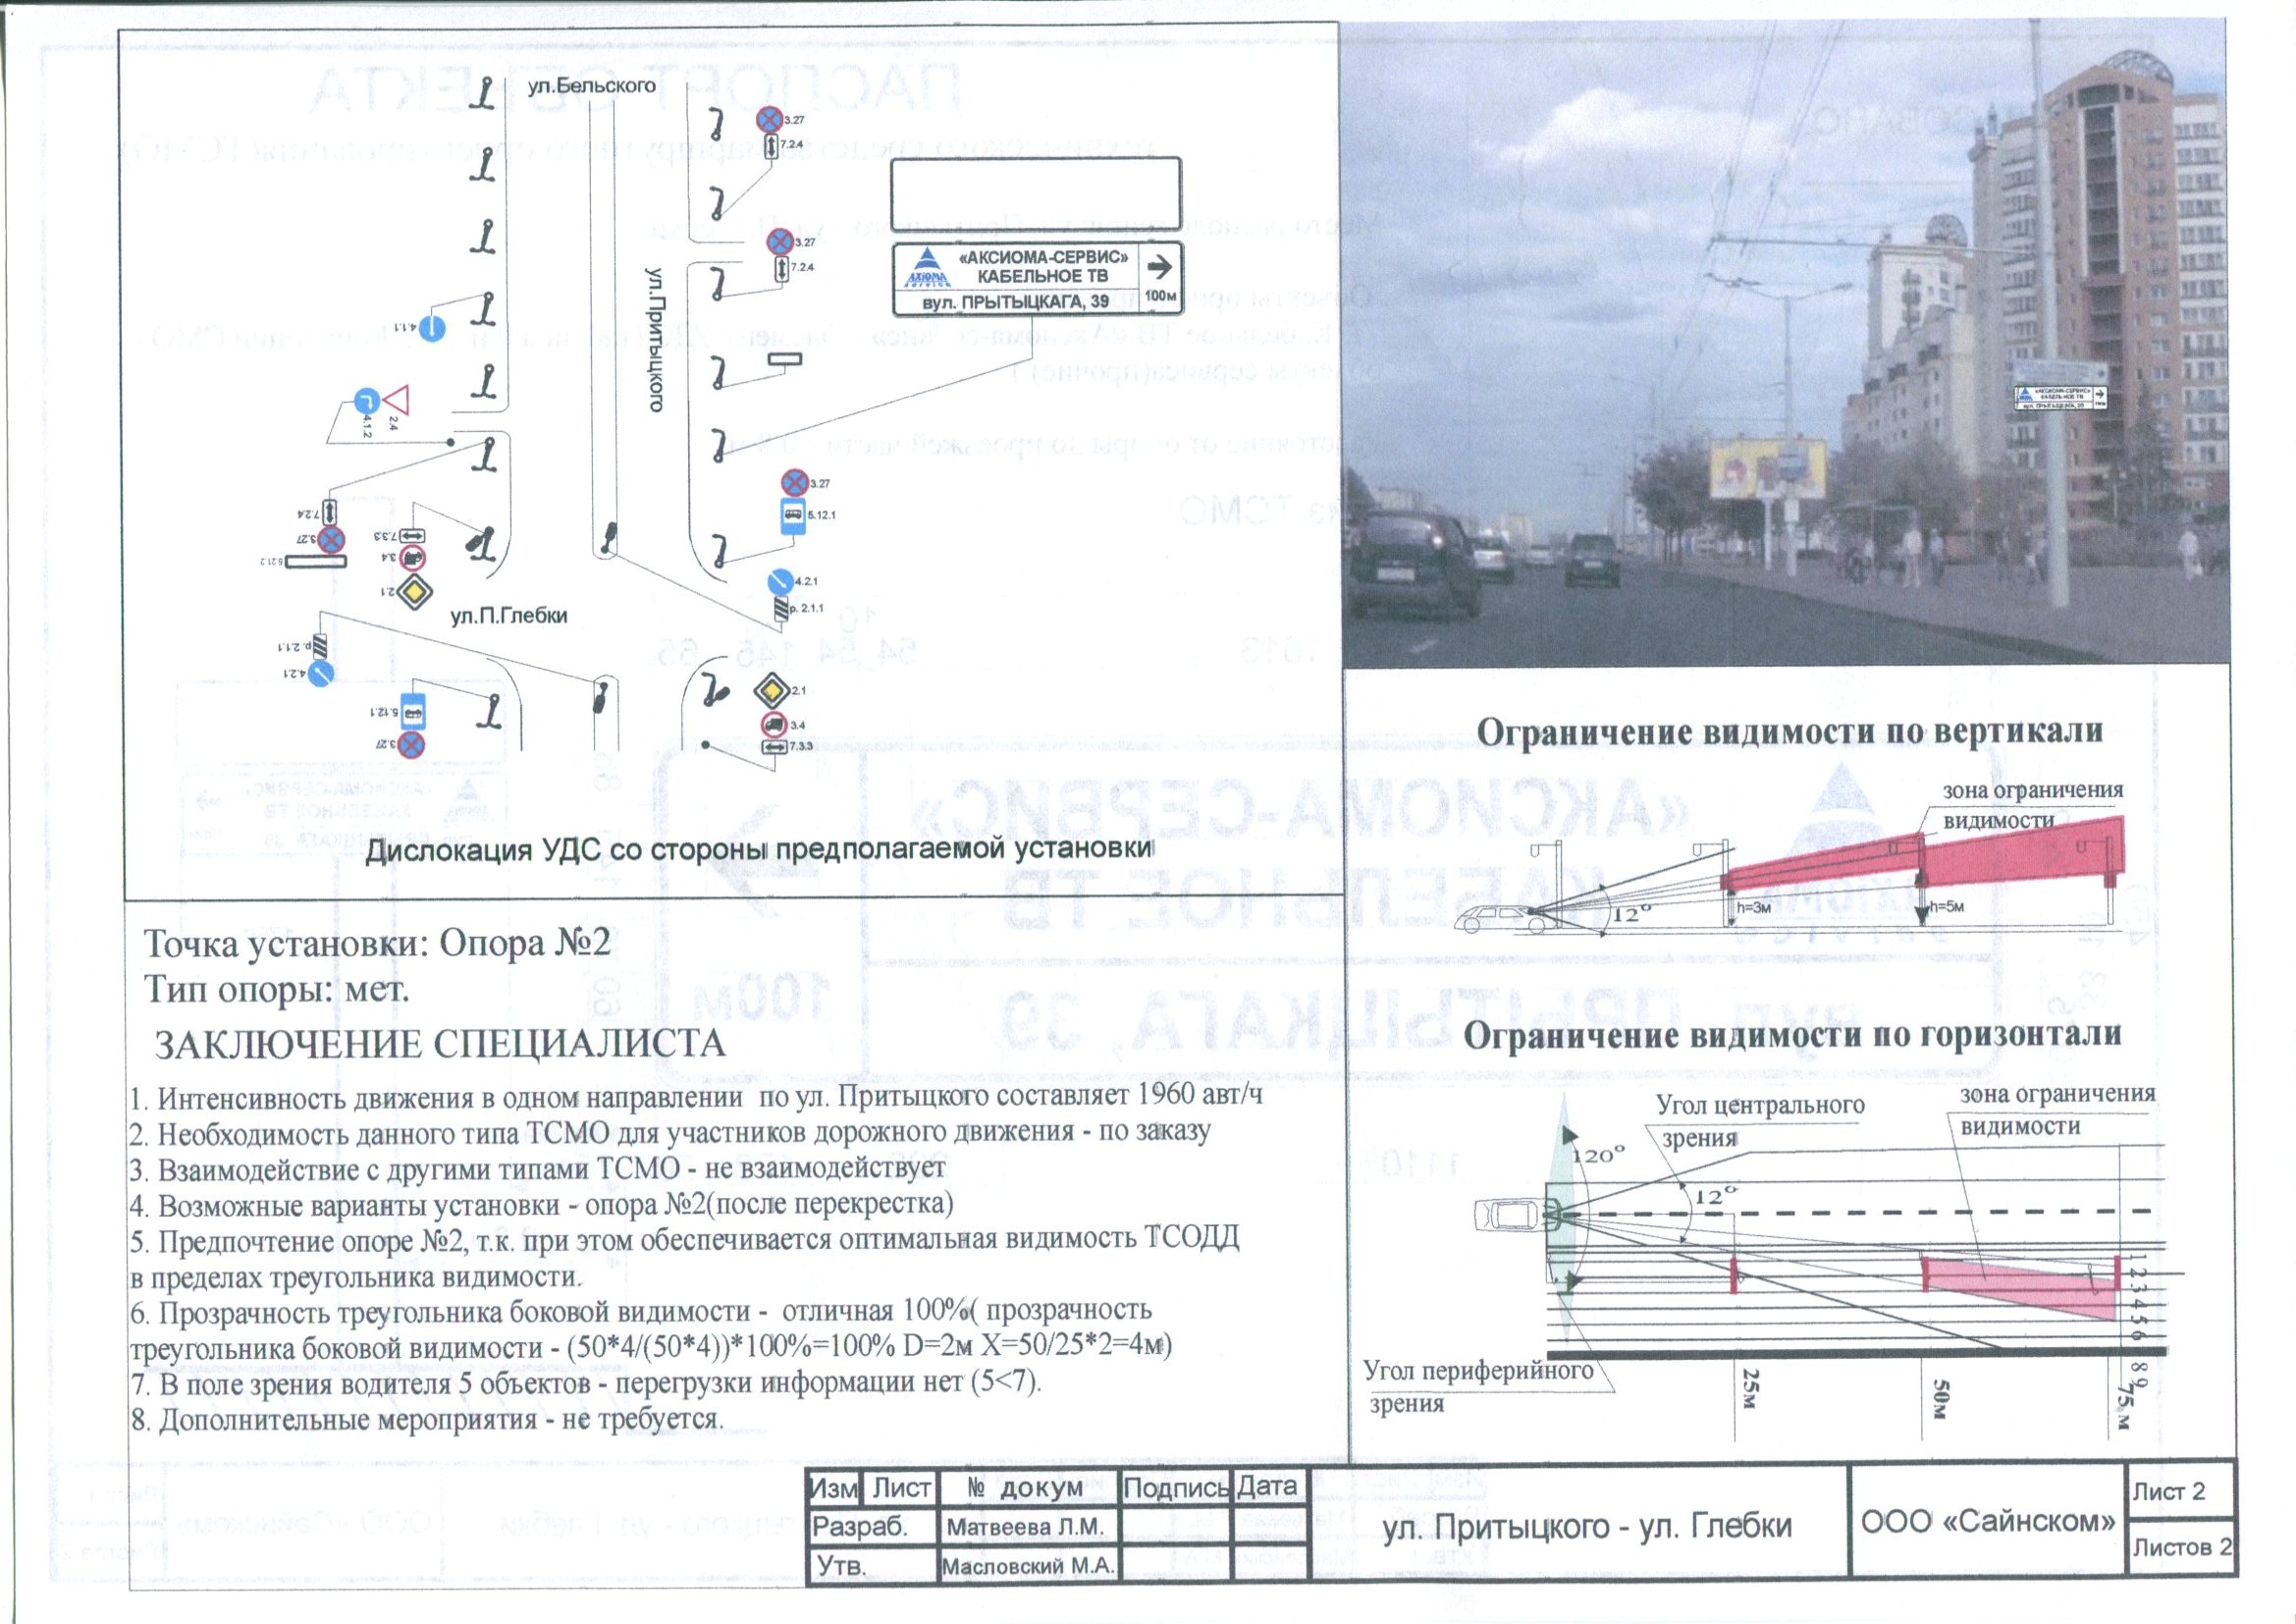 ул.Бельского
3.27
7.2.4
3.27
7.2.4
ул.Притыцкого
АХІОМА
service
«АКСИОМА-СЕРВИС»
КАБЕЛЬНОЕ ТВ
вул. ПРЫТЫЦКАГА, 39
100м
4.1.1
4.1.2
2.4
7.2.4
3.27
5.21.2
7.3.3
3.4
2.1
3.27
5.12.1
4.2.1
р. 2.1.1
ул.П.Глебки
р. 2.1.1
4.2.1
5.12.1
3.27
2.1
3.4
7.3.3
Дислокация УДС со стороны предполагаемой установки
«АКСИОМА-СЕРВИС»
КАБЕЛЬНОЕ ТВ
вул. ПРЫТЫЦКАГА, 39
Ограничение видимости по вертикали
зона ограничения
видимости
12°
h=3м
h=5м
Точка установки: Опора №2
Тип опоры: мет.
ЗАКЛЮЧЕНИЕ СПЕЦИАЛИСТА
1. Интенсивность движения в одном направлении по ул. Притыцкого составляет 1960 авт/ч
2. Необходимость данного типа ТСМО для участников дорожного движения - по заказу
3. Взаимодействие с другими типами ТСМО - не взаимодействует
4. Возможные варианты установки - опора №2(после перекрестка)
5. Предпочтение опоре №2, т.к. при этом обеспечивается оптимальная видимость ТСОДД
в пределах треугольника видимости.
6. Прозрачность треугольника боковой видимости - отличная 100%( прозрачность
треугольника боковой видимости - (50*4/(50*4))*100%=100% D=2м X=50/25*2=4м)
7. В поле зрения водителя 5 объектов - перегрузки информации нет (5<7).
8. Дополнительные мероприятия - не требуется.
Ограничение видимости по горизонтали
Угол центрального
зрения
зона ограничения
видимости
120°
12°
1 2 3 4 5 6 8 9
Угол периферийного
зрения
25м
50м
75.м
Изм Лист № докум Подпись Дата
Разраб. Матвеева Л.М.
Утв. Масловский М.А.
ул. Притыцкого - ул. Глебки
ООО «Сайнском»
Лист 2
Листов 2